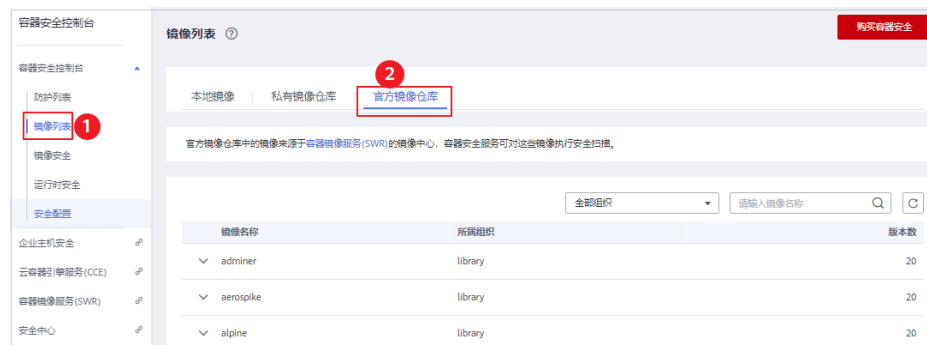 容器安全控制台
镜像列表
购买容器安全
容器安全控制台
防护列表
镜像列表
1
镜像安全
运行时安全
安全配置
企业主机安全
云容器引擎服务(CCE)
容器镜像服务(SWR)
安全中心
2
本地镜像 私有镜像仓库 官方镜像仓库
官方镜像仓库中的镜像来源于容器镜像服务(SWR)的镜像中心，容器安全服务可对这些镜像执行安全扫描。
全部组织 请输入镜像名称
镜像名称 所属组织 版本数
adminer library 20
aerospike library 20
alpine library 20